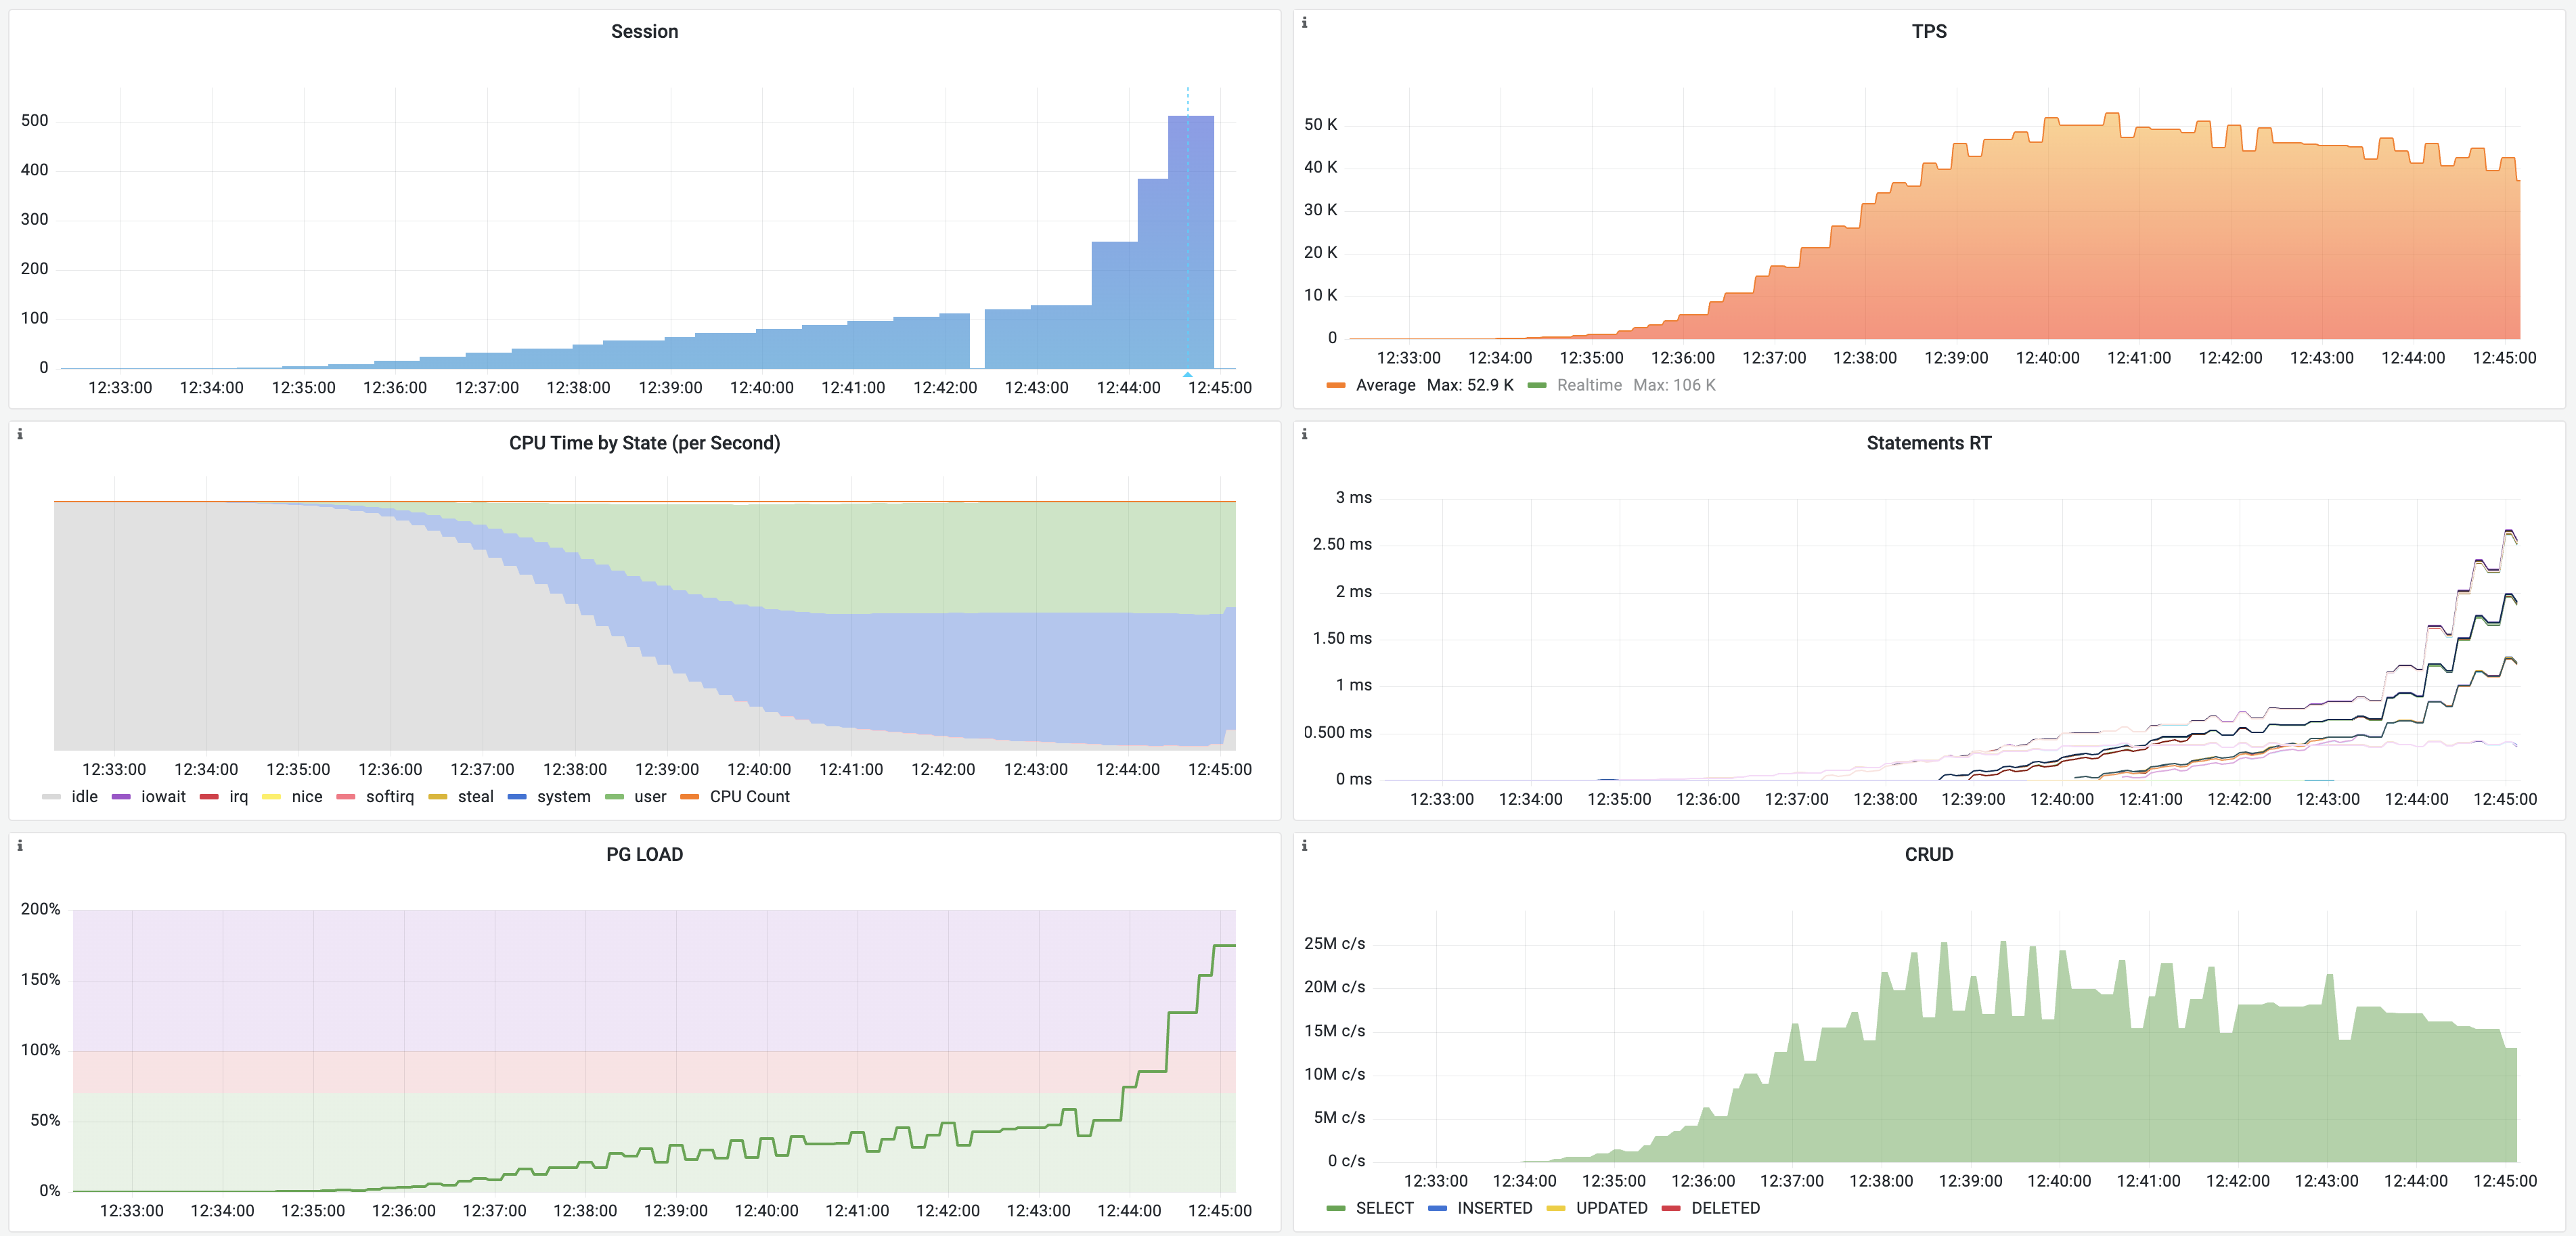 Session
500
400
300
200
100
0
12:33:00 12:34:00 12:35:00 12:36:00 12:37:00 12:38:00 12:39:00 12:40:00 12:41:00 12:42:00 12:43:00 12:44:00 12:45:00
i
TPS
50 K
40 K
30 K
20 K
10 K
0
12:33:00 12:34:00 12:35:00 12:36:00 12:37:00 12:38:00 12:39:00 12:40:00 12:41:00 12:42:00 12:43:00 12:44:00 12:45:00
Average Max: 52.9 K Realtime Max: 106 K
i
CPU Time by State (per Second)
12:33:00 12:34:00 12:35:00 12:36:00 12:37:00 12:38:00 12:39:00 12:40:00 12:41:00 12:42:00 12:43:00 12:44:00 12:45:00
idle iowait irq nice softirq steal system user CPU Count
i
Statements RT
3 ms
2.50 ms
2 ms
1.50 ms
1 ms
0.500 ms
0 ms
12:33:00 12:34:00 12:35:00 12:36:00 12:37:00 12:38:00 12:39:00 12:40:00 12:41:00 12:42:00 12:43:00 12:44:00 12:45:00
i
PG LOAD
200%
150%
100%
50%
0%
12:33:00 12:34:00 12:35:00 12:36:00 12:37:00 12:38:00 12:39:00 12:40:00 12:41:00 12:42:00 12:43:00 12:44:00 12:45:00
i
CRUD
25M c/s
20M c/s
15M c/s
10M c/s
5M c/s
0 c/s
12:33:00 12:34:00 12:35:00 12:36:00 12:37:00 12:38:00 12:39:00 12:40:00 12:41:00 12:42:00 12:43:00 12:44:00 12:45:00
SELECT INSERTED UPDATED DELETED